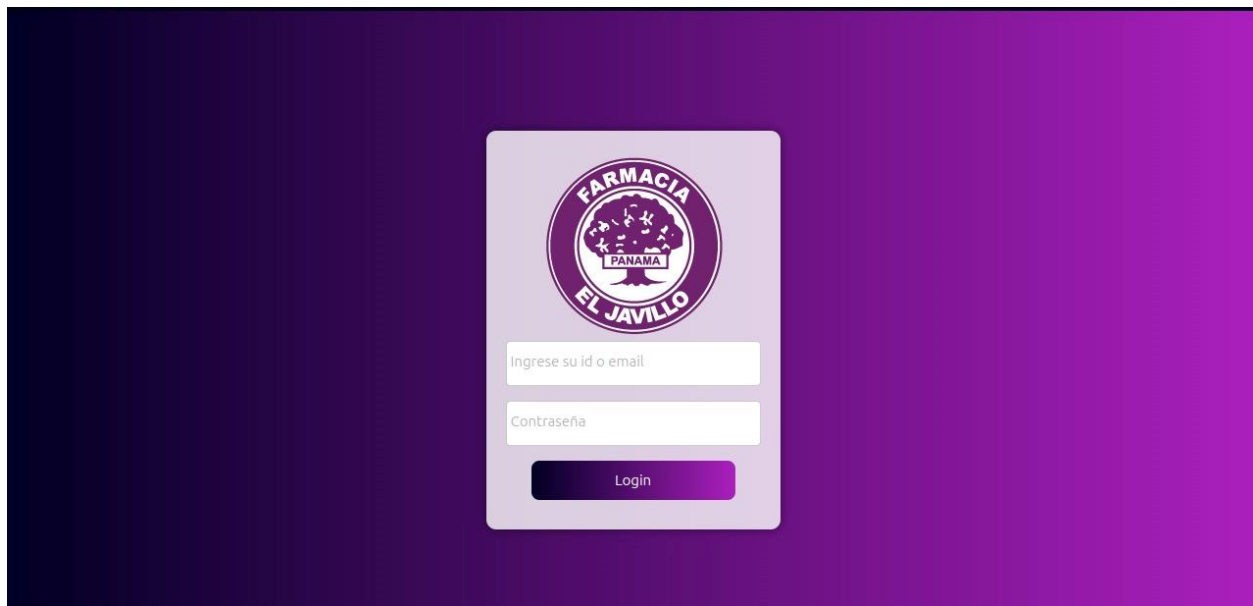 FARMACIA
PANAMA
EL JAVILLO
Ingrese su id o email
Contraseña
Login